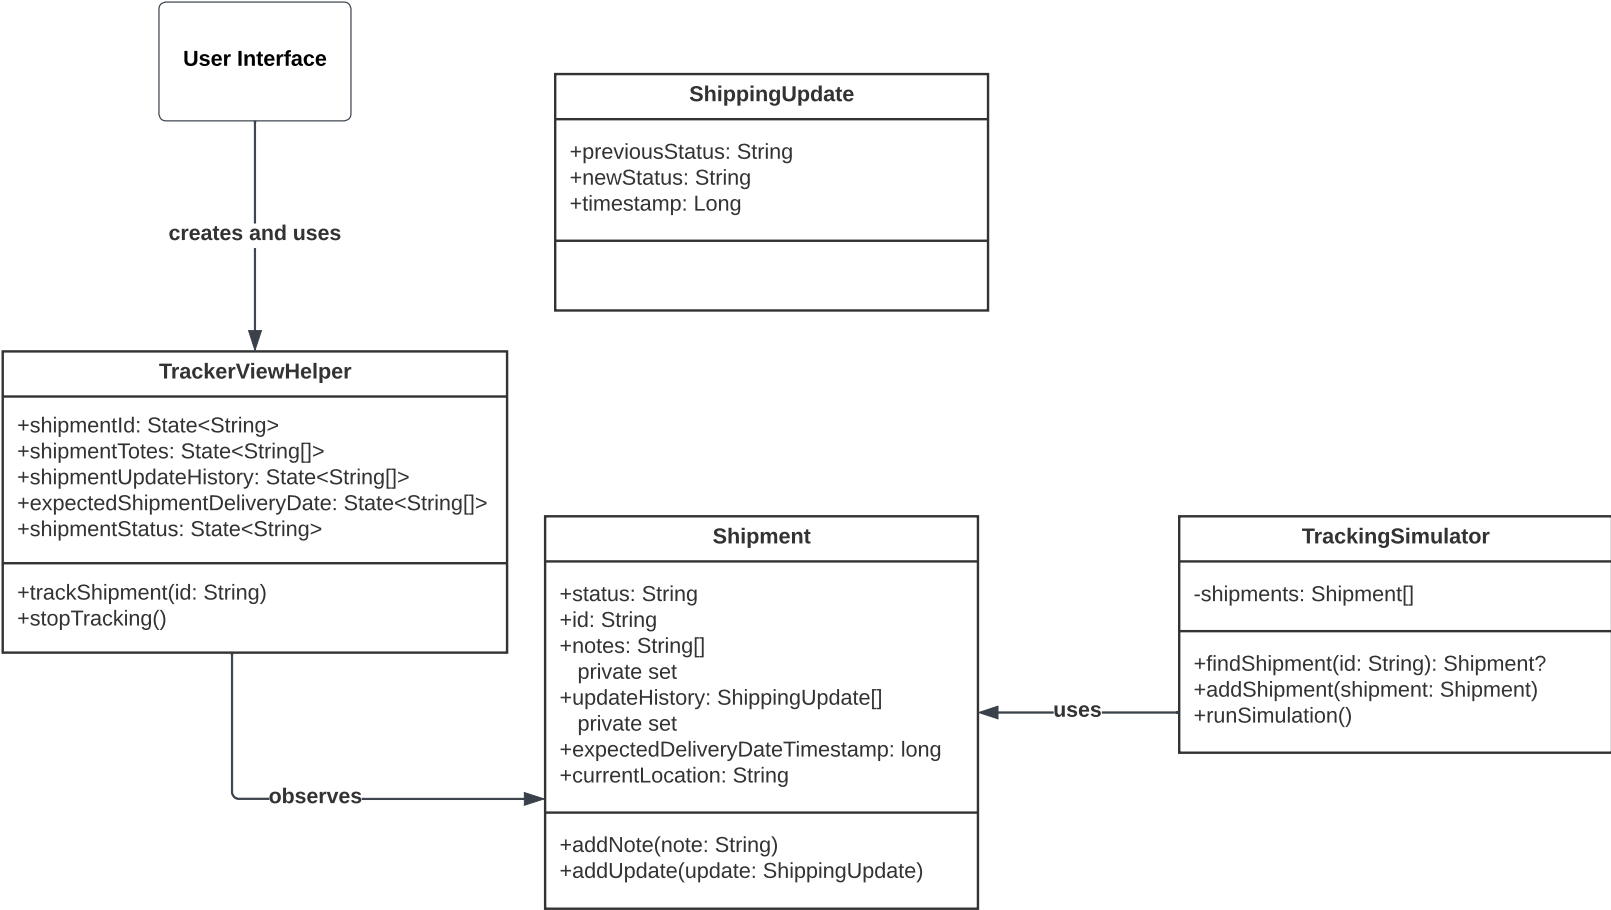 User Interface
creates and uses
ShippingUpdate
+previousStatus: String
+newStatus: String
+timestamp: Long
TrackerViewHelper
+shipmentId: State<String>
+shipmentTotes: State<String[]>
+shipmentUpdateHistory: State<String[]>
+expectedShipmentDeliveryDate: State<String[]>
+shipmentStatus: State<String>
+trackShipment(id: String)
+stopTracking()
observes
Shipment
+status: String
+id: String
+notes: String[]
private set
+updateHistory: ShippingUpdate[]
private set
+expectedDeliveryDateTimestamp: long
+currentLocation: String
+addNote(note: String)
+addUpdate(update: ShippingUpdate)
uses
TrackingSimulator
-shipments: Shipment[]
+findShipment(id: String): Shipment?
+addShipment(shipment: Shipment)
+runSimulation()